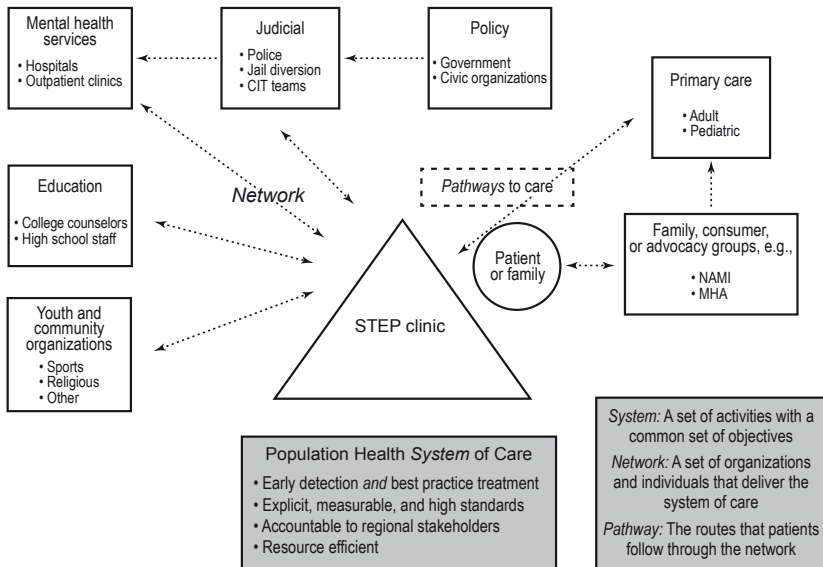 Mental health
services
• Hospitals
• Outpatient clinics
Judicial
• Police
• Jail diversion
• CIT teams
Policy
• Government
• Civic organizations
Primary care
• Adult
• Pediatric
Education
• College counselors
• High school staff
Network
Pathways to care
Patient
or family
Family, consumer,
or advocacy groups, e.g.,
• NAMI
• MHA
Youth and
community
organizations
• Sports
• Religious
• Other
STEP clinic
Population Health System of Care
• Early detection and best practice treatment
• Explicit, measurable, and high standards
• Accountable to regional stakeholders
• Resource efficient
System: A set of activities with a
common set of objectives
Network: A set of organizations
and individuals that deliver the
system of care
Pathway: The routes that patients
follow through the network